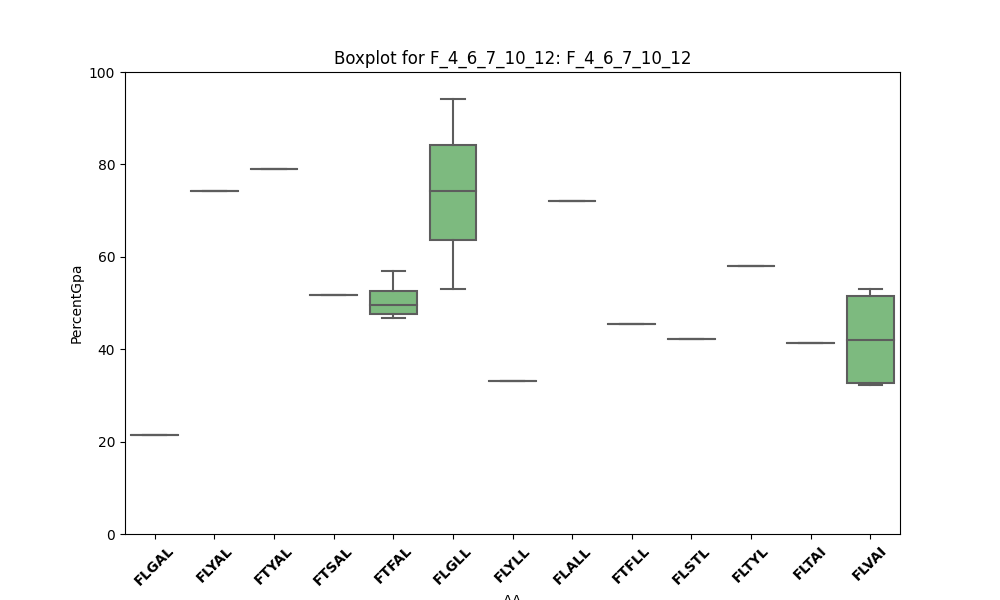 Boxplot for F_4_6_7_10_12: F_4_6_7_10_12
100
80
60
40
20
0
PercentGpa
FLGAL
FLYAL
FTYAL
FTSAL
FTFAL
FLGLL
FLYLL
FLALL
FTFLL
FLSTL
FLTYL
FLTAI
FLVAI
AA